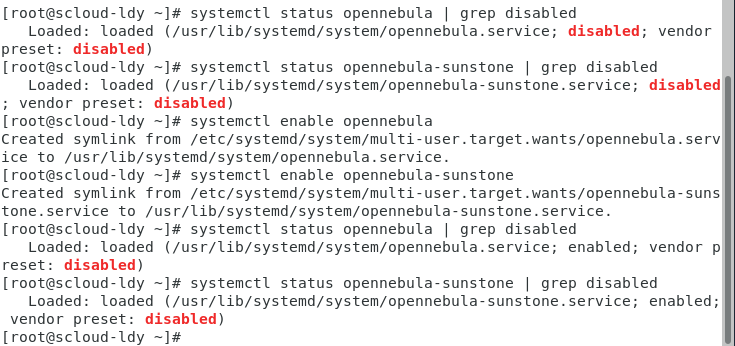 [root@scloud-ldy ~]# systemctl status opennebula | grep disabled
   Loaded: loaded (/usr/lib/systemd/system/opennebula.service; disabled; vendor
preset: disabled)
[root@scloud-ldy ~]# systemctl status opennebula-sunstone | grep disabled
   Loaded: loaded (/usr/lib/systemd/system/opennebula-sunstone.service; disabled
; vendor preset: disabled)
[root@scloud-ldy ~]# systemctl enable opennebula
Created symlink from /etc/systemd/system/multi-user.target.wants/opennebula.serv
ice to /usr/lib/systemd/system/opennebula.service.
[root@scloud-ldy ~]# systemctl enable opennebula-sunstone
Created symlink from /etc/systemd/system/multi-user.target.wants/opennebula-suns
tone.service to /usr/lib/systemd/system/opennebula-sunstone.service.
[root@scloud-ldy ~]# systemctl status opennebula | grep disabled
   Loaded: loaded (/usr/lib/systemd/system/opennebula.service; enabled; vendor p
reset: disabled)
[root@scloud-ldy ~]# systemctl status opennebula-sunstone | grep disabled
   Loaded: loaded (/usr/lib/systemd/system/opennebula-sunstone.service; enabled;
 vendor preset: disabled)
[root@scloud-ldy ~]#